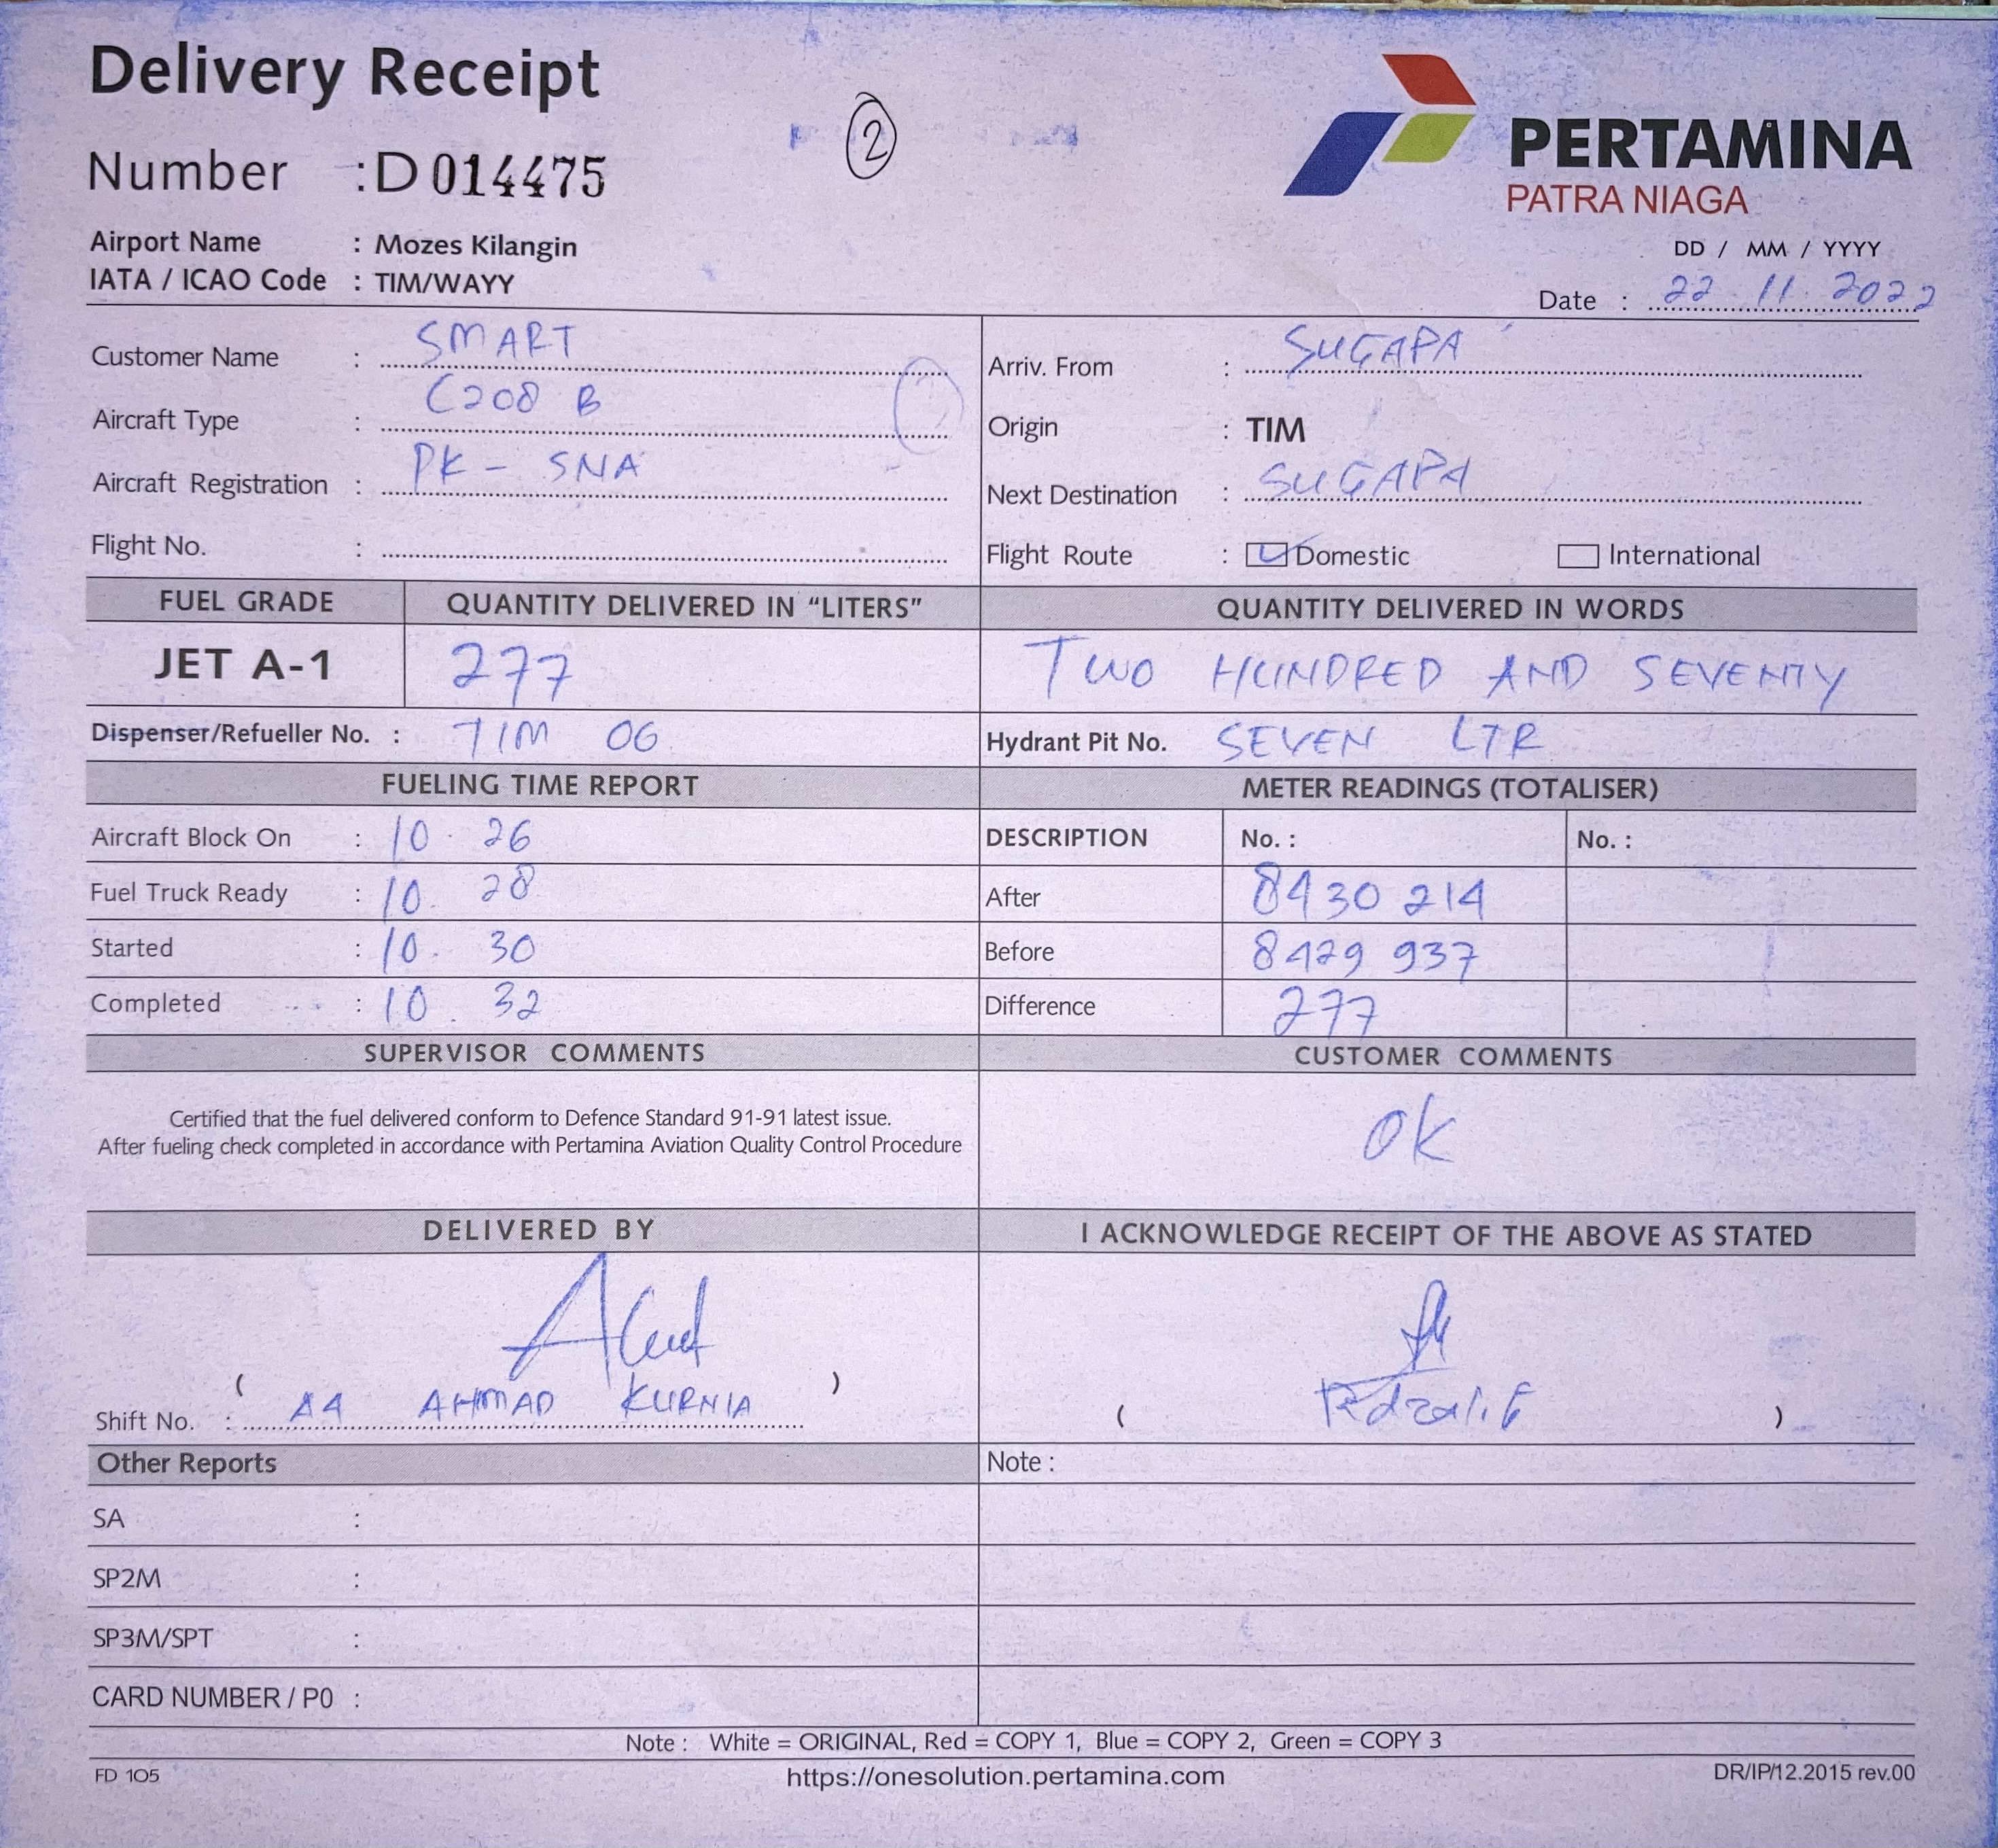 Delivery Receipt
2
Number : D 014475
PERTAMINA
PATRA NIAGA
Airport Name : Mozes Kilangin
IATA / ICAO Code : TIM/WAYY
DD / MM / YYYY
Date : 22 . 11 . 2022
Customer Name : SMART
Aircraft Type : C208 B
Aircraft Registration : PK - SNA
Flight No. :
Arriv. From : SUGAPA
Origin : TIM
Next Destination : SUGAPA
Flight Route : Domestic International
FUEL GRADE QUANTITY DELIVERED IN "LITERS" QUANTITY DELIVERED IN WORDS
JET A-1 277 TWO HUNDRED AND SEVENTY
Dispenser/Refueller No. : TIM 06 Hydrant Pit No. SEVEN LTR
FUELING TIME REPORT METER READINGS (TOTALISER)
Aircraft Block On : 10 . 26 DESCRIPTION No. : No. :
Fuel Truck Ready : 10 . 28 After 8430 214
Started : 10 . 30 Before 8429 937
Completed : 10 . 32 Difference 277
SUPERVISOR COMMENTS CUSTOMER COMMENTS
Certified that the fuel delivered conform to Defence Standard 91-91 latest issue.
After fueling check completed in accordance with Pertamina Aviation Quality Control Procedure
OK
DELIVERED BY I ACKNOWLEDGE RECEIPT OF THE ABOVE AS STATED
( )
Shift No. : A4 AHMAD KURNIA
( )
Other Reports Note :
SA :
SP2M :
SP3M/SPT :
CARD NUMBER / P0 :
Note : White = ORIGINAL, Red = COPY 1, Blue = COPY 2, Green = COPY 3
FD 105 https://onesolution.pertamina.com DR/IP/12.2015 rev.00